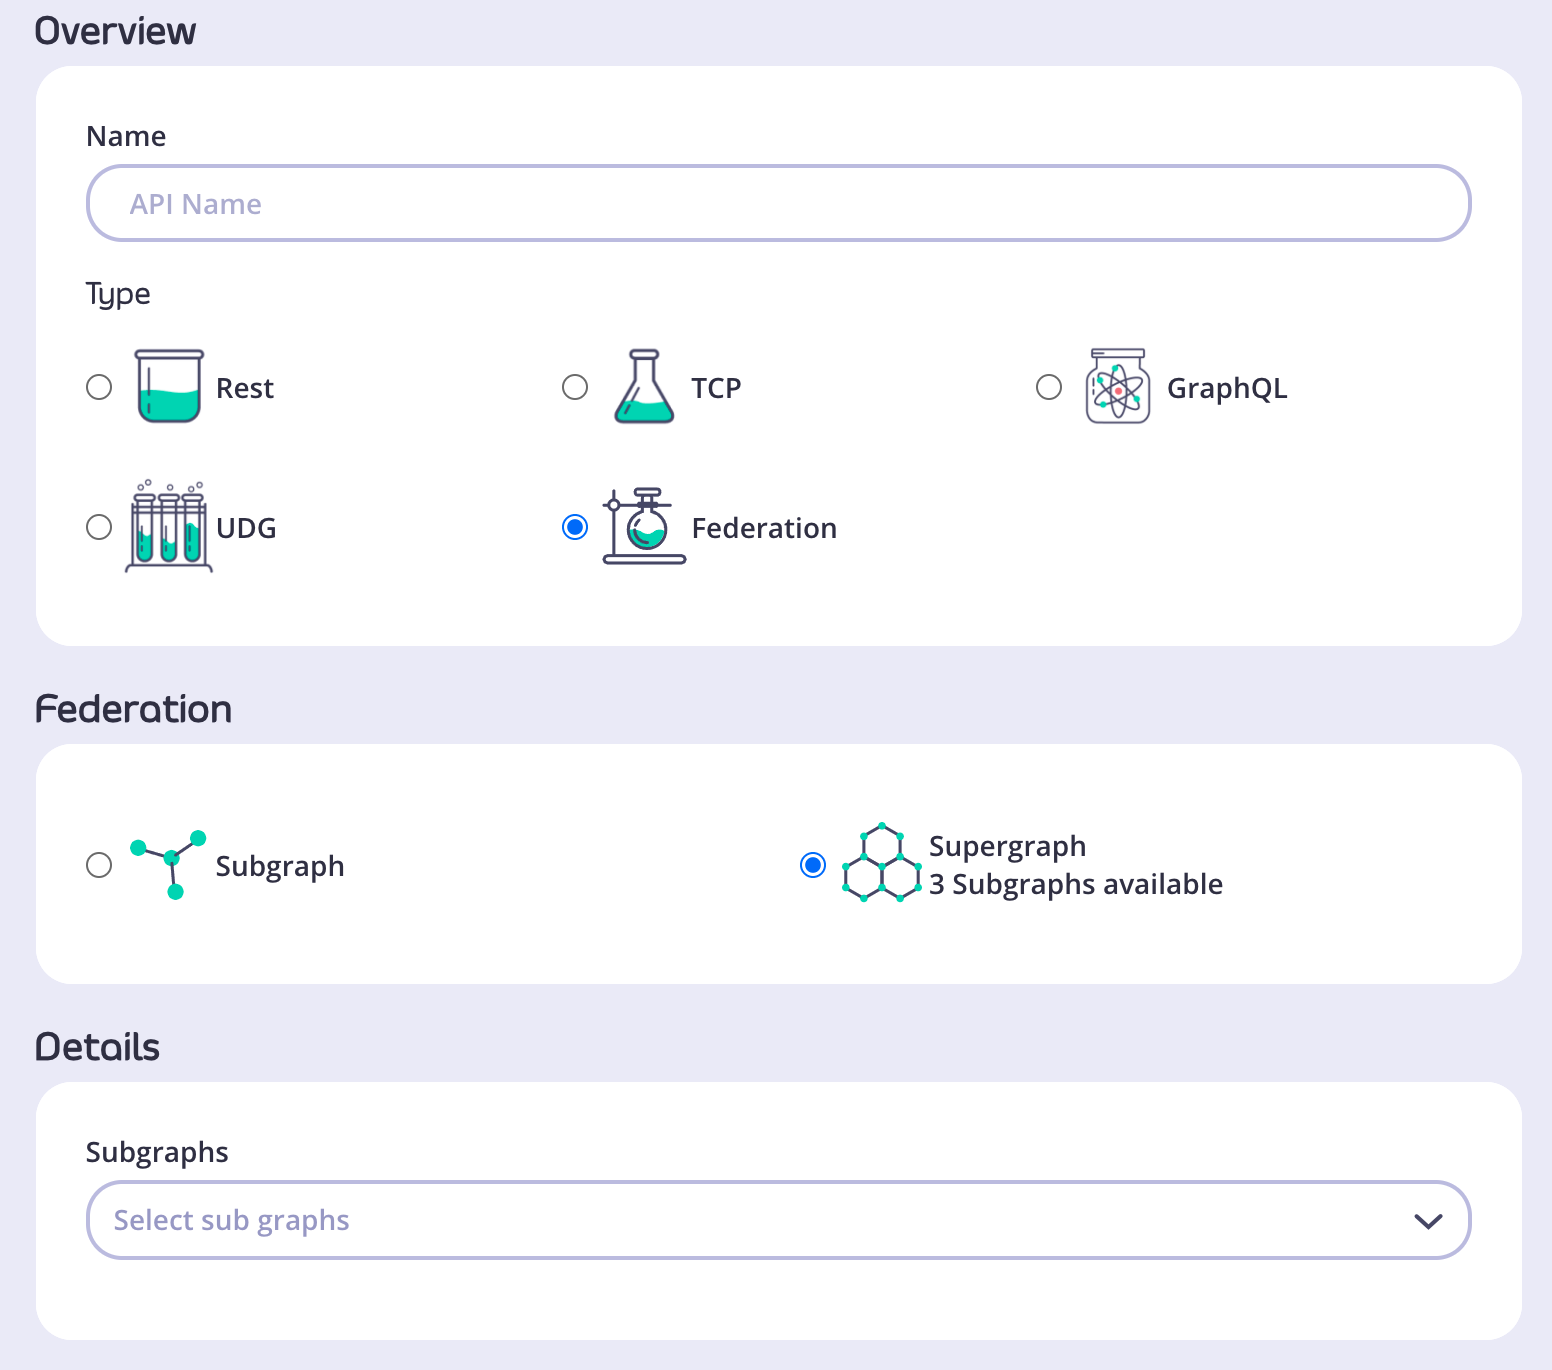 Overview
Name
API Name
Type
Rest
TCP
GraphQL
UDG
Federation
Federation
Subgraph
Supergraph
3 Subgraphs available
Details
Subgraphs
Select sub graphs